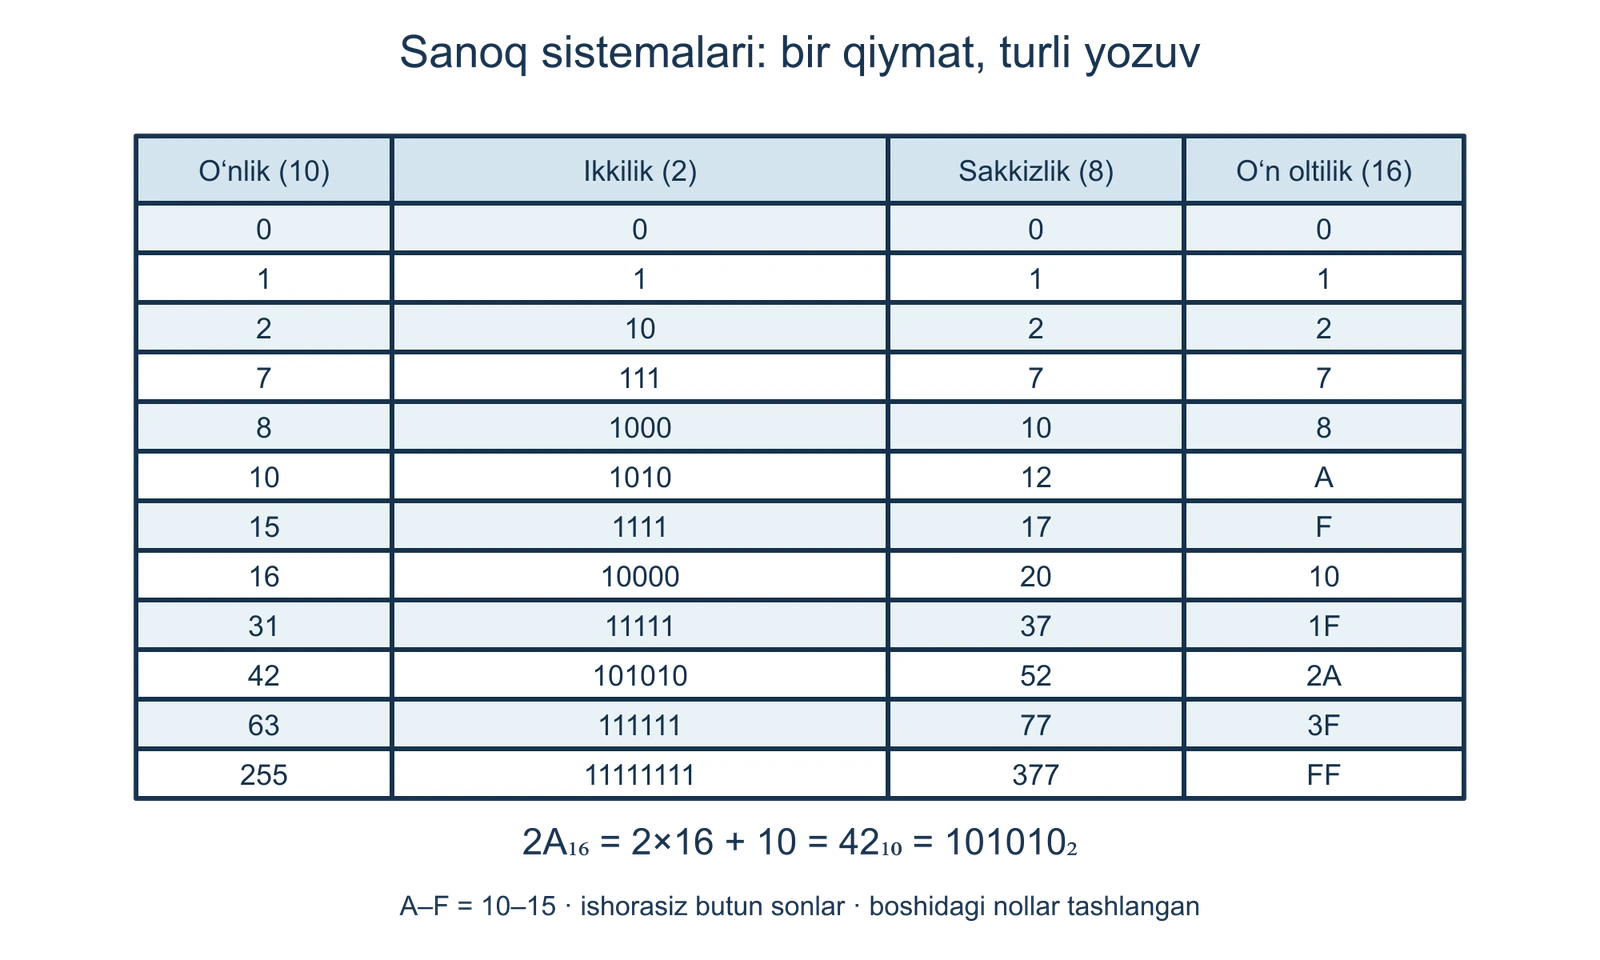 Sanoq sistemalari: bir qiymat, turli yozuv
O‘nlik (10) Ikkilik (2) Sakkizlik (8) O‘n oltilik (16)
0 0 0 0
1 1 1 1
2 10 2 2
7 111 7 7
8 1000 10 8
10 1010 12 A
15 1111 17 F
16 10000 20 10
31 11111 37 1F
42 101010 52 2A
63 111111 77 3F
255 11111111 377 FF
2A₁₆ = 2×16 + 10 = 42₁₀ = 101010₂
A–F = 10–15 · ishorasiz butun sonlar · boshidagi nollar tashlangan